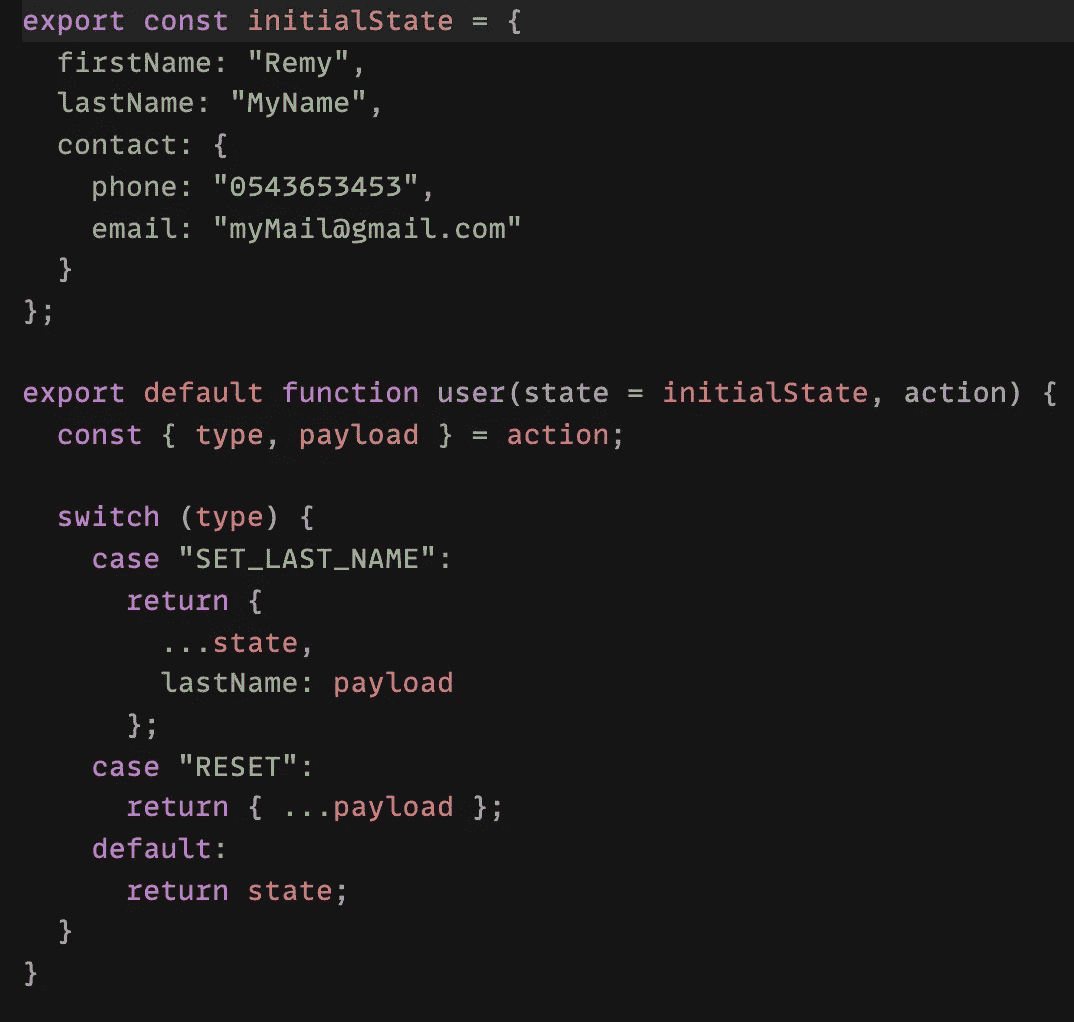 export const initialState = {
  firstName: "Remy",
  lastName: "MyName",
  contact: {
    phone: "0543653453",
    email: "myMail@gmail.com"
  }
};

export default function user(state = initialState, action) {
  const { type, payload } = action;

  switch (type) {
    case "SET_LAST_NAME":
      return {
        ...state,
        lastName: payload
      };
    case "RESET":
      return { ...payload };
    default:
      return state;
  }
}